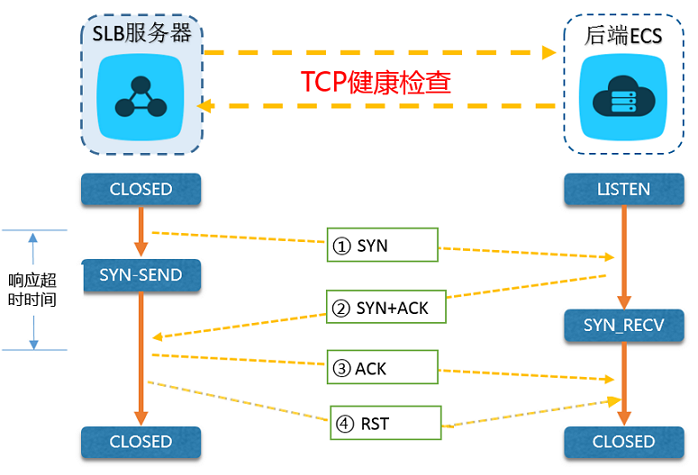 SLB服务器
后端ECS
TCP健康检查
CLOSED
LISTEN
① SYN
响应超
时时间
SYN-SEND
② SYN+ACK
SYN_RECV
③ ACK
④ RST
CLOSED
CLOSED